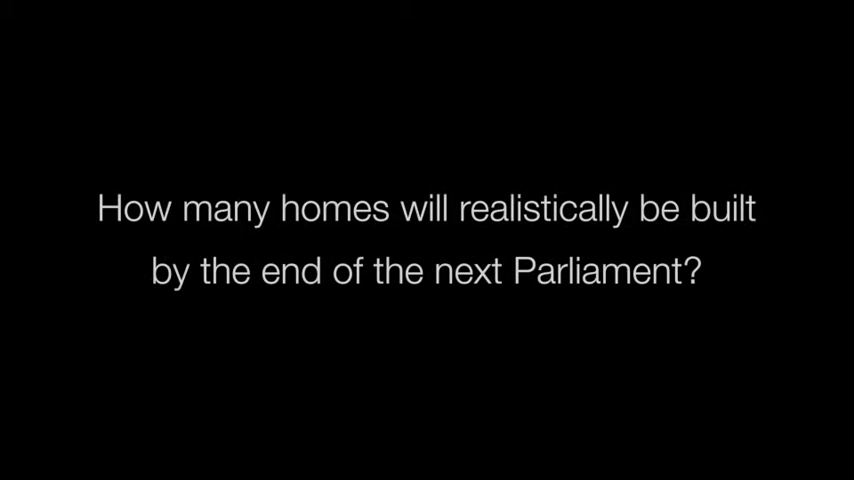 How many homes will realistically be built
by the end of the next Parliament?